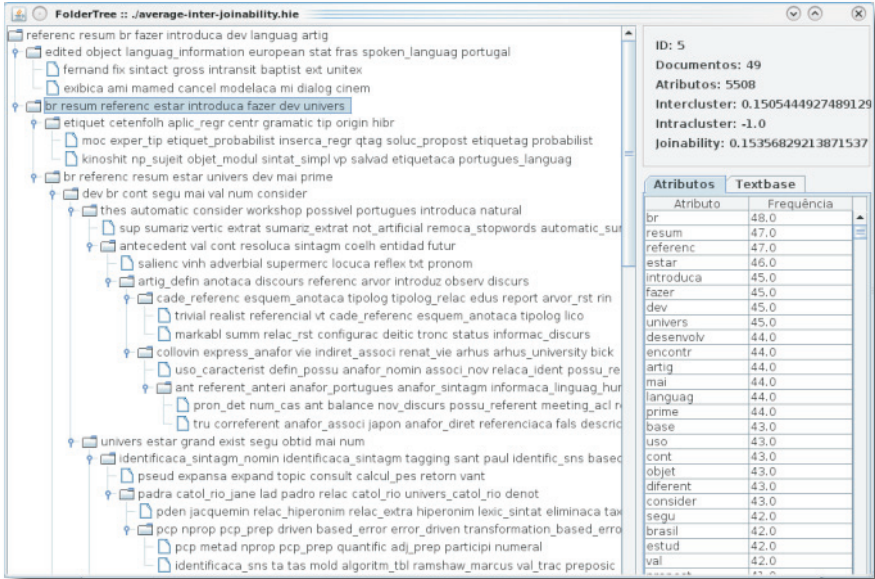 FolderTree :: ./average-inter-joinability.hie
referenc resum br fazer introduca dev languag artig
edited object languag_information european stat fras spoken_languag portugal
fernand fix sintact gross intransit baptist ext unitex
exibica ami mamed cancel modelaca mi dialog cinem
br resum referenc estar introduca fazer dev univers
etiquet cetenfolh aplic_regr centr gramatic tip origin hibr
moc exper_tip etiquet_probabilist inserca_regr qtag soluc_propost etiquetag probabilist
kinoshit np_sujeit objet_modul sintat_simpl vp salvad etiquetaca portugues_languag
br referenc resum estar univers dev mai prime
dev br cont segu mai val num consider
thes automatic consider workshop possivel portugues introduca natural
sup sumariz vertic extrat sumariz_extrat not_artificial remoca_stopwords automatic_sur
antecedent val cont resoluca sintagm coelh entidad futur
salienc vinh adverbial supermerc locuca reflex txt pronom
artig_defin anotaca discours referenc arvor introduz observ discurs
cade_referenc esquem_anotaca tipolog tipolog_relac edus report arvor_rst rin
trivial realist referencial vt cade_referenc esquem_anotaca tipolog lico
markabl summ relac_rst configurac deitic tronc status informac_discurs
collovin express_anafor vie indiret_associ renat_vie arhus arhus_university bick
uso_caracterist defin_possu anafor_nomin associ_nov relaca_ident possu_re
ant referent_anteri anafor_portugues anafor_sintagm informaca_linguag_hur
pron_det num_cas ant balance nov_discurs possu_referent meeting_acl r
tru correferent anafor_associ japon anafor_diret referenciaca fals descric
univers estar grand exist segu obtid mai num
identificaca_sintagm_nomin identificaca_sintagm tagging sant paul identific_sns based
pseud expansa expand topic consult calcul_pes retorn vant
padra catol_rio_jane lad padro relac catol_rio univers_catol_rio denot
pden jacquemin relac_hiperonim relac_extra hiperonim lexic_sintat eliminaca tax
pcp nprop pcp_prep driven based_error error_driven transformation_based_erro
pcp metad nprop pcp_prep quantific adj_prep participi numeral
identificaca_sns ta tas mold algoritm_tbl ramshaw_marcus val_trac preposic
ID: 5
Documentos: 49
Atributos: 5508
Intercluster: 0.1505444927489129
Intracluster: -1.0
Joinability: 0.15356829213871537
Atributos Textbase
Atributo Frequência
br 48.0
resum 47.0
referenc 47.0
estar 46.0
introduca 45.0
fazer 45.0
dev 45.0
univers 45.0
desenvolv 44.0
encontr 44.0
artig 44.0
mai 44.0
languag 44.0
prime 44.0
base 43.0
uso 43.0
cont 43.0
objet 43.0
diferent 43.0
consider 43.0
segu 42.0
brasil 42.0
estud 42.0
val 42.0